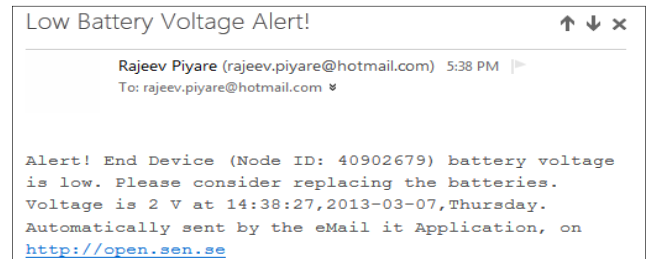 Low Battery Voltage Alert!
Rajeev Piyare (rajeev.piyare@hotmail.com) 5:38 PM
To: rajeev.piyare@hotmail.com
Alert! End Device (Node ID: 40902679) battery voltage
is low. Please consider replacing the batteries.
Voltage is 2 V at 14:38:27,2013-03-07,Thursday.
Automatically sent by the eMail it Application, on
http://open.sen.se